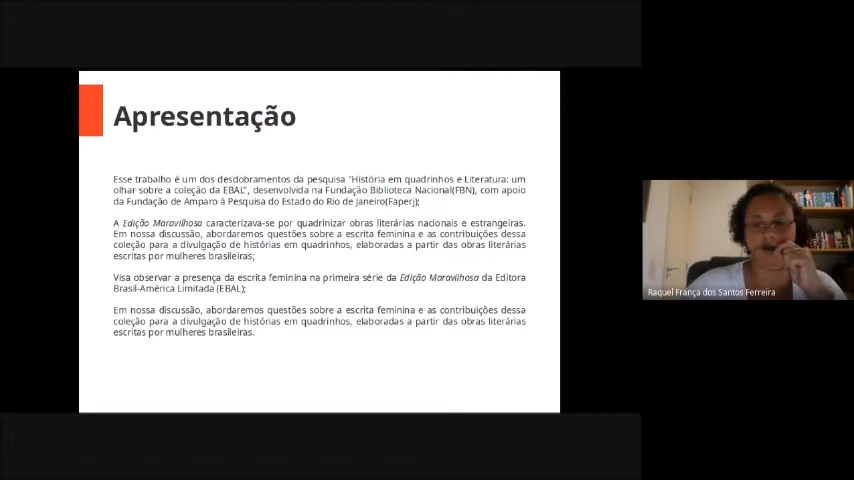 Apresentação
Esse trabalho é um dos desdobramentos da pesquisa "História em quadrinhos e Literatura: um
olhar sobre a coleção da EBAL", desenvolvida na Fundação Biblioteca Nacional(FBN), com apoio
da Fundação de Amparo à Pesquisa do Estado do Rio de Janeiro(Faperj);
A Edição Maravilhosa caracterizava-se por quadrinizar obras literárias nacionais e estrangeiras.
Em nossa discussão, abordaremos questões sobre a escrita feminina e as contribuições dessa
coleção para a divulgação de histórias em quadrinhos, elaboradas a partir das obras literárias
escritas por mulheres brasileiras;
Visa observar a presença da escrita feminina na primeira série da Edição Maravilhosa da Editora
Brasil-América Limitada (EBAL);
Em nossa discussão, abordaremos questões sobre a escrita feminina e as contribuições dessa
coleção para a divulgação de histórias em quadrinhos, elaboradas a partir das obras literárias
escritas por mulheres brasileiras.
Raquel França dos Santos Ferreira